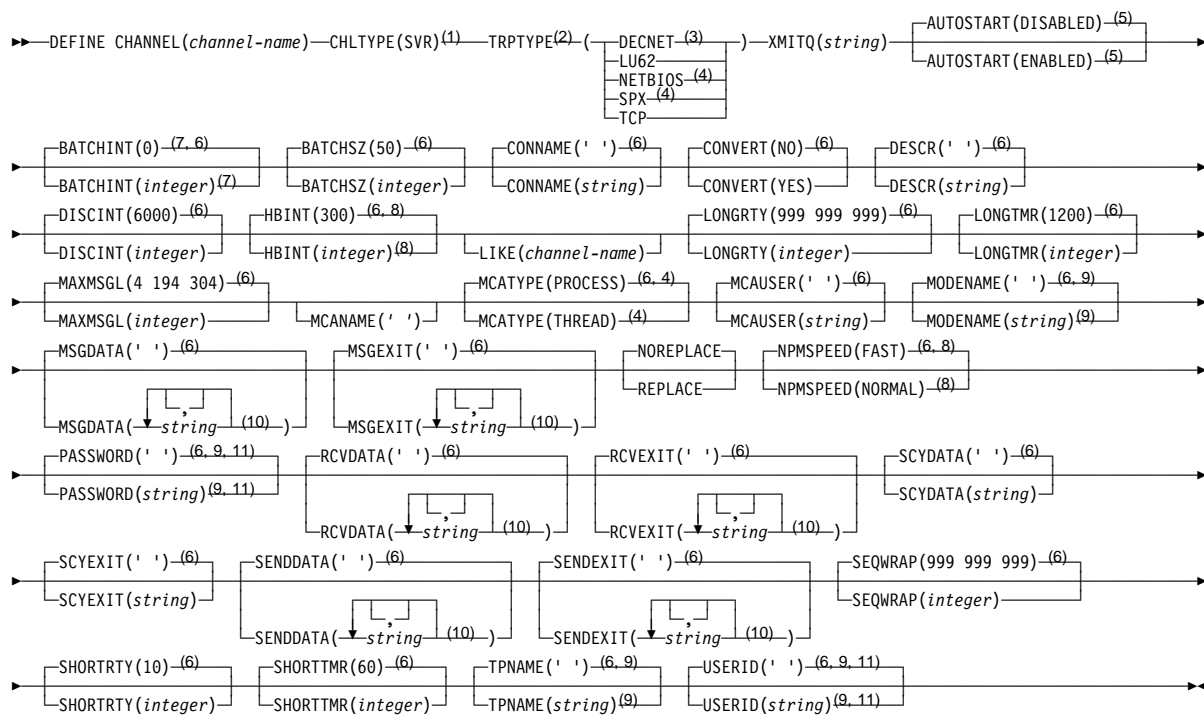 DEFINE CHANNEL(channel-name) CHLTYPE(SVR) (1) TRPTYPE (2) ( DECNET (3) ) XMITQ(string) AUTOSTART(DISABLED) (5)
LU62 AUTOSTART(ENABLED) (5)
NETBIOS (4)
SPX (4)
TCP
BATCHINT(0) (7, 6) BATCHSZ(50) (6) CONNAME(' ') (6) CONVERT(NO) (6) DESCR(' ') (6)
BATCHINT(integer) (7) BATCHSZ(integer) CONNAME(string) CONVERT(YES) DESCR(string)
DISCINT(6000) (6) HBINT(300) (6, 8) LONGRTY(999 999 999) (6) LONGTMR(1200) (6)
DISCINT(integer) HBINT(integer) (8) LIKE(channel-name) LONGRTY(integer) LONGTMR(integer)
MAXMSGL(4 194 304) (6) MCATYPE(PROCESS) (6, 4) MCAUSER(' ') (6) MODENAME(' ') (6, 9)
MAXMSGL(integer) MCANAME(' ') MCATYPE(THREAD) (4) MCAUSER(string) MODENAME(string) (9)
MSGDATA(' ') (6) MSGEXIT(' ') (6) NOREPLACE NPMSPEED(FAST) (6, 8)
REPLACE NPMSPEED(NORMAL) (8)
, ,
MSGDATA( string (10) ) MSGEXIT( string (10) )
PASSWORD(' ') (6, 9, 11) RCVDATA(' ') (6) RCVEXIT(' ') (6) SCYDATA(' ') (6)
PASSWORD(string) (9, 11) SCYDATA(string)
, ,
RCVDATA( string (10) ) RCVEXIT( string (10) )
SCYEXIT(' ') (6) SENDDATA(' ') (6) SENDEXIT(' ') (6) SEQWRAP(999 999 999) (6)
SCYEXIT(string) SEQWRAP(integer)
, ,
SENDDATA( string (10) ) SENDEXIT( string (10) )
SHORTRTY(10) (6) SHORTTMR(60) (6) TPNAME(' ') (6, 9) USERID(' ') (6, 9, 11)
SHORTRTY(integer) SHORTTMR(integer) TPNAME(string) (9) USERID(string) (9, 11)